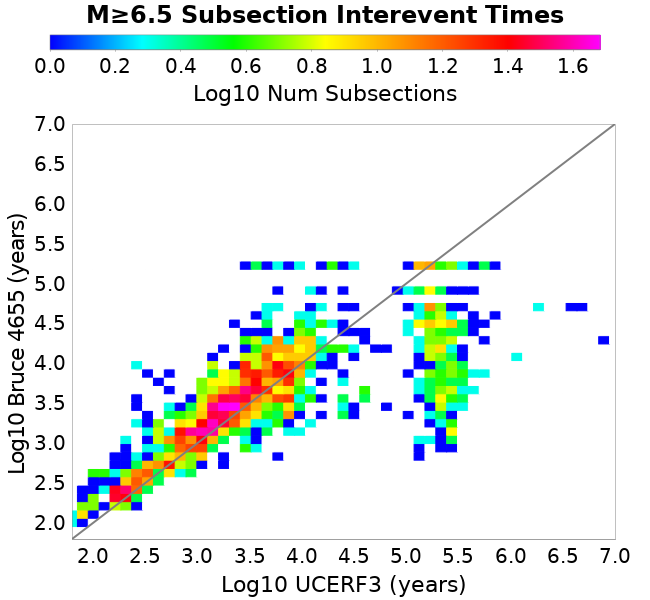 M≥6.5 Subsection Interevent Times
0.0 0.2 0.4 0.6 0.8 1.0 1.2 1.4 1.6
Log10 Num Subsections
7.0
6.5
6.0
5.5
5.0
4.5
4.0
3.5
3.0
2.5
2.0
Log10 Bruce 4655 (years)
2.0 2.5 3.0 3.5 4.0 4.5 5.0 5.5 6.0 6.5 7.0
Log10 UCERF3 (years)